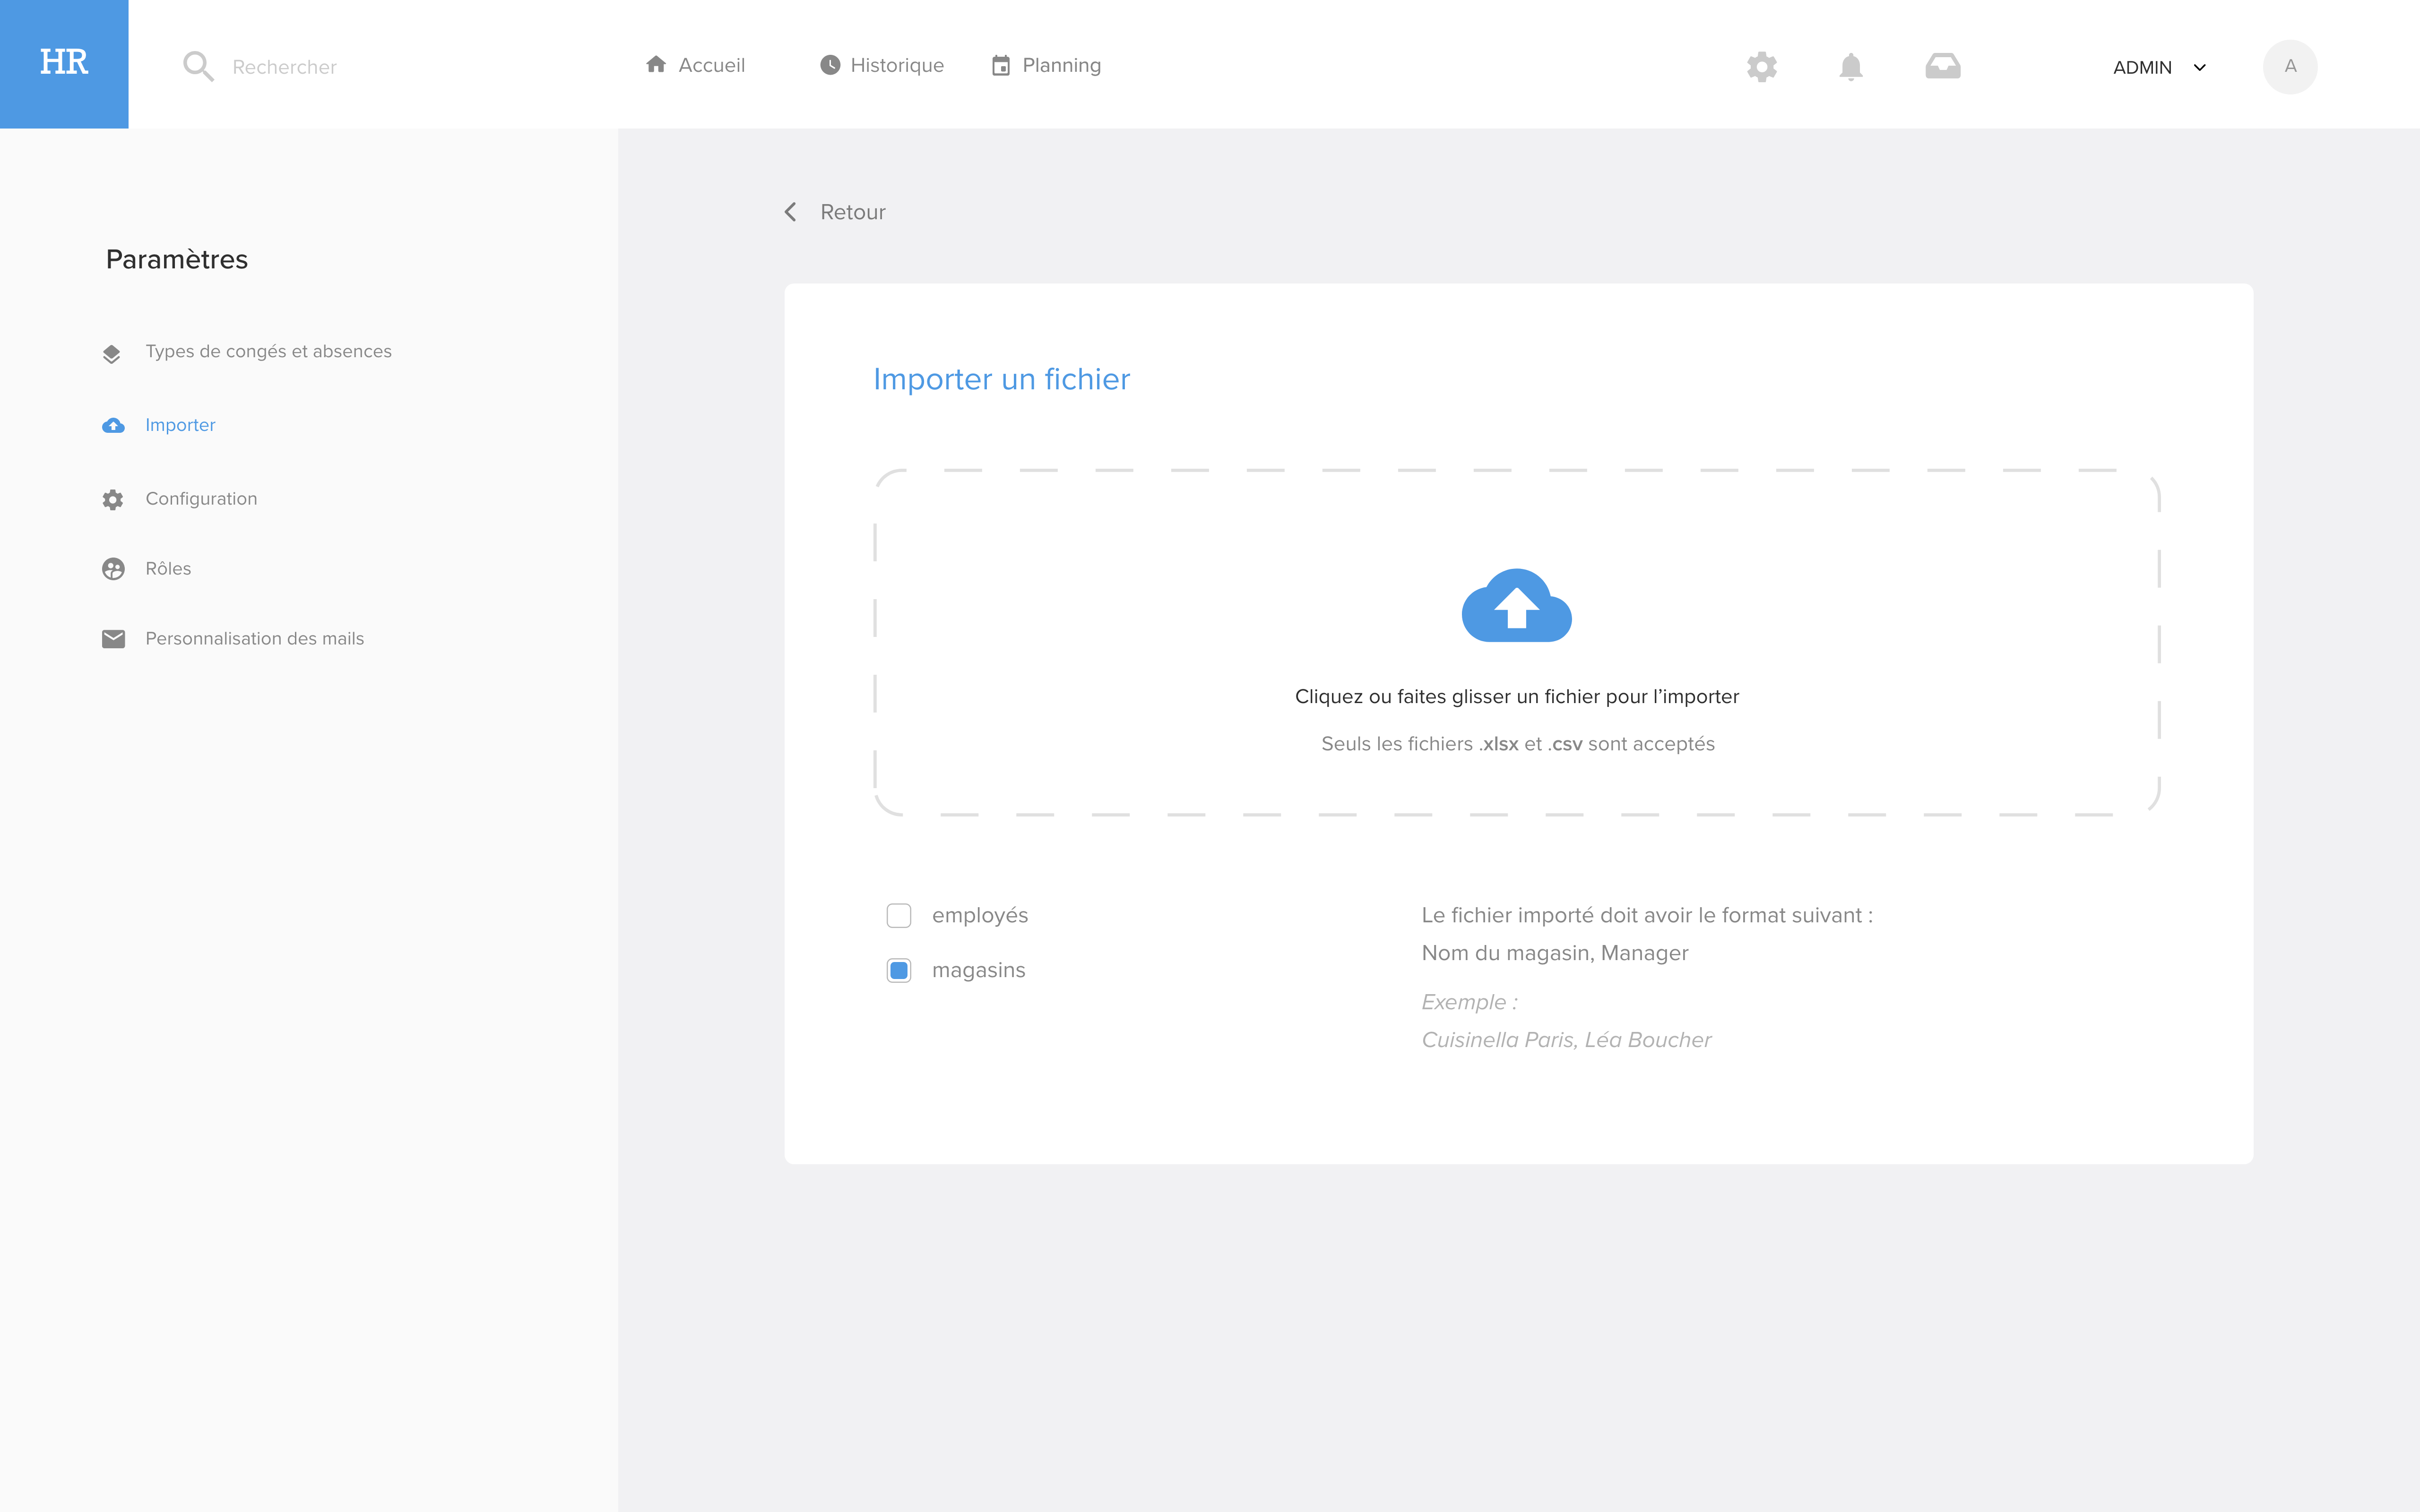 HR
Rechercher
Accueil
Historique
Planning
ADMIN
A
Paramètres
Types de congés et absences
Importer
Configuration
Rôles
Personnalisation des mails
Retour
Importer un fichier
Cliquez ou faites glisser un fichier pour l’importer
Seuls les fichiers .xlsx et .csv sont acceptés
employés
magasins
Le fichier importé doit avoir le format suivant :
Nom du magasin, Manager
Exemple :
Cuisinella Paris, Léa Boucher